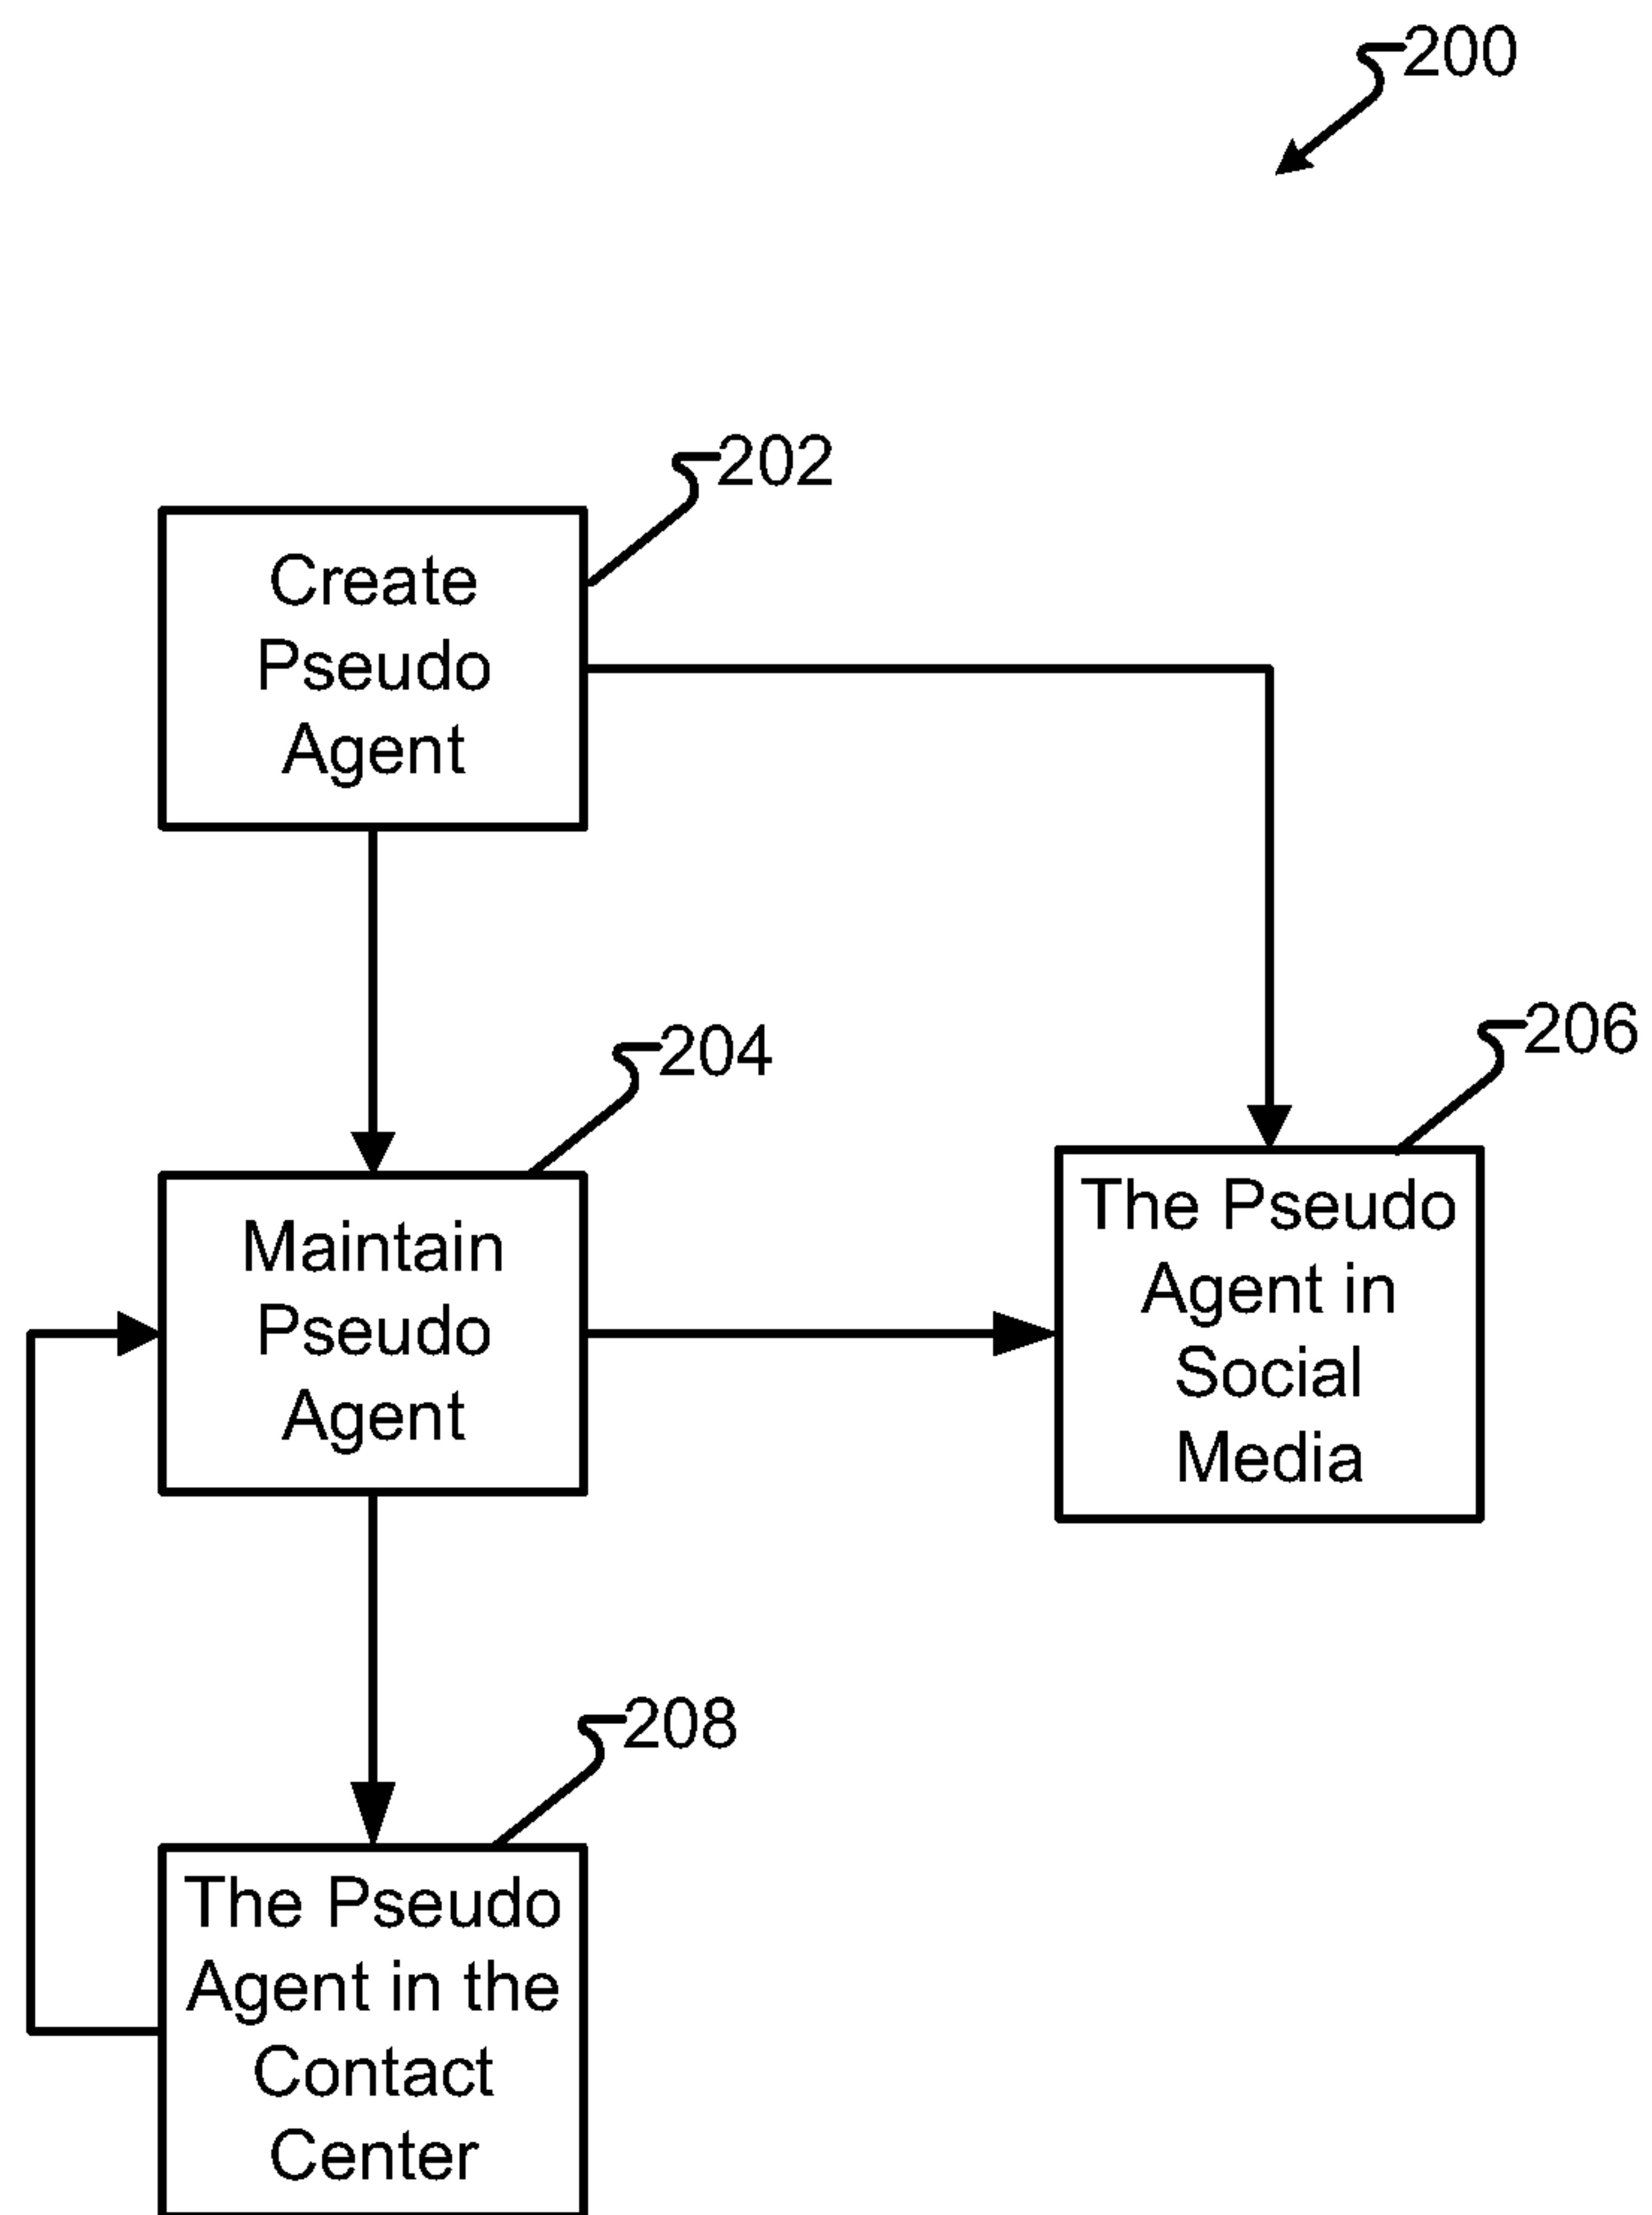 200
202
Create
Pseudo
Agent
204
206
Maintain
Pseudo
Agent
The Pseudo
Agent in
Social
Media
208
The Pseudo
Agent in the
Contact
Center